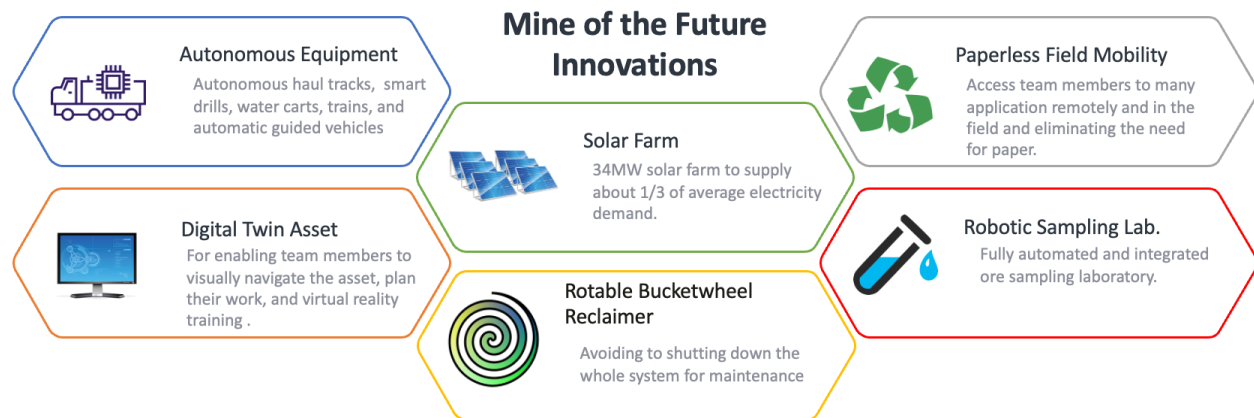 Mine of the Future
Innovations
Autonomous Equipment
Autonomous haul tracks, smart
drills, water carts, trains, and
automatic guided vehicles
Solar Farm
34MW solar farm to supply
about 1/3 of average electricity
demand.
Paperless Field Mobility
Access team members to many
application remotely and in the
field and eliminating the need
for paper.
Digital Twin Asset
For enabling team members to
visually navigate the asset, plan
their work, and virtual reality
training .
Rotable Bucketwheel
Reclaimer
Avoiding to shutting down the
whole system for maintenance
Robotic Sampling Lab.
Fully automated and integrated
ore sampling laboratory.